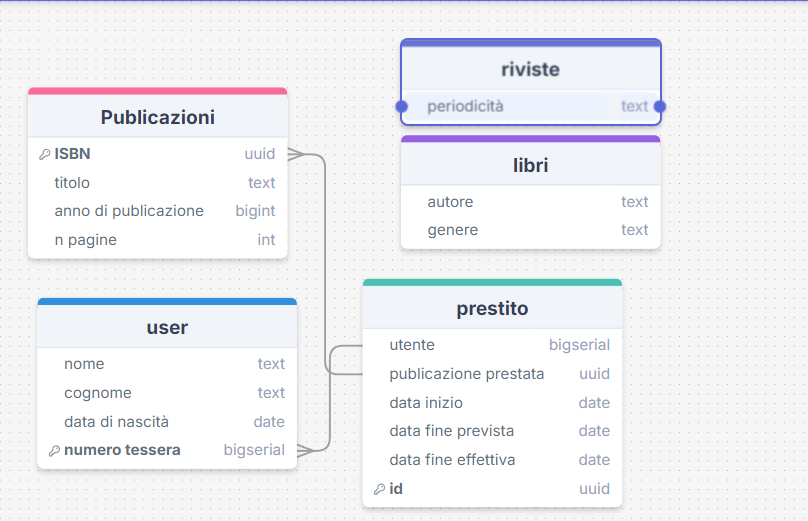 Publicazioni
ISBN uuid
titolo text
anno di publicazione bigint
n pagine int
riviste
periodicità text
libri
autore text
genere text
user
nome text
cognome text
data di nascità date
numero tessera bigserial
prestito
utente bigserial
publicazione prestata uuid
data inizio date
data fine prevista date
data fine effettiva date
id uuid